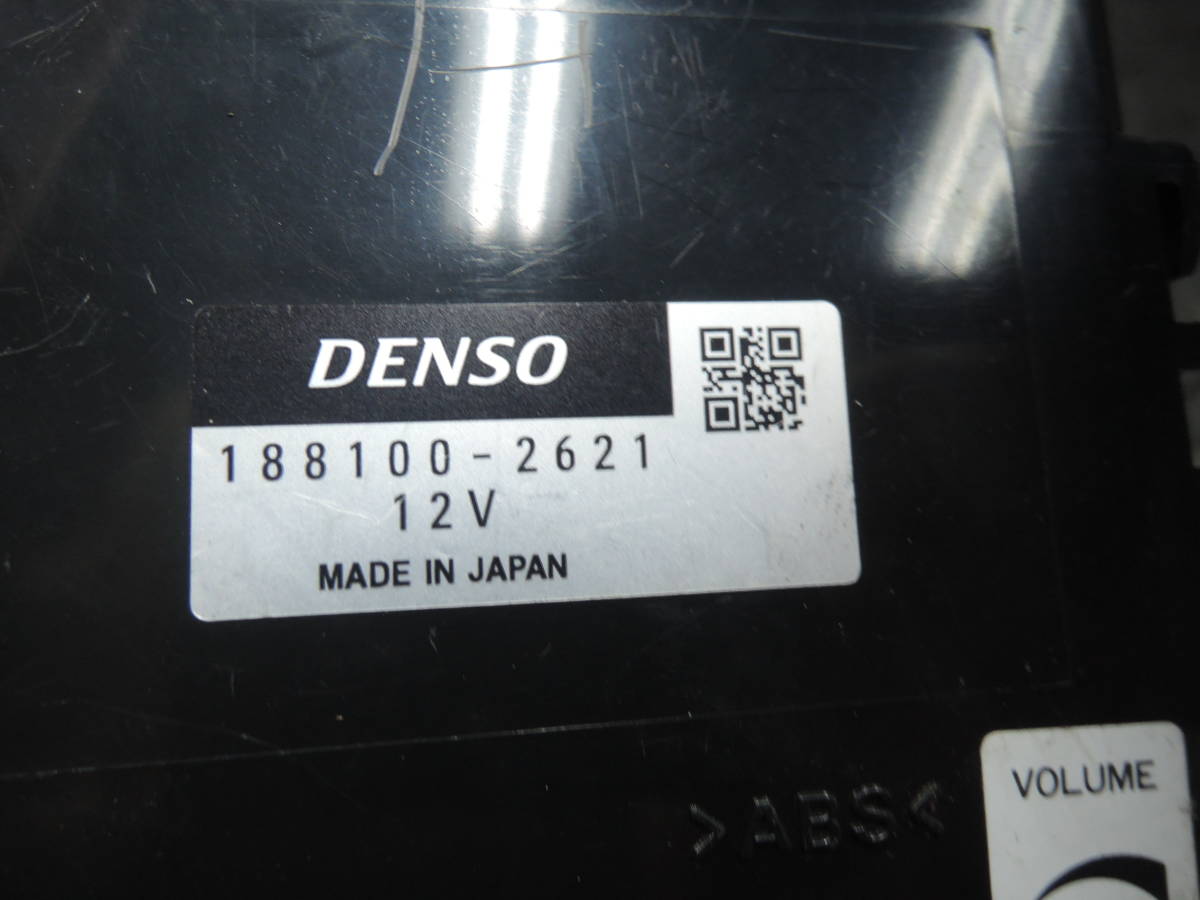 DENSO
188100-2621
12V
MADE IN JAPAN
VOLUME
>ABS<